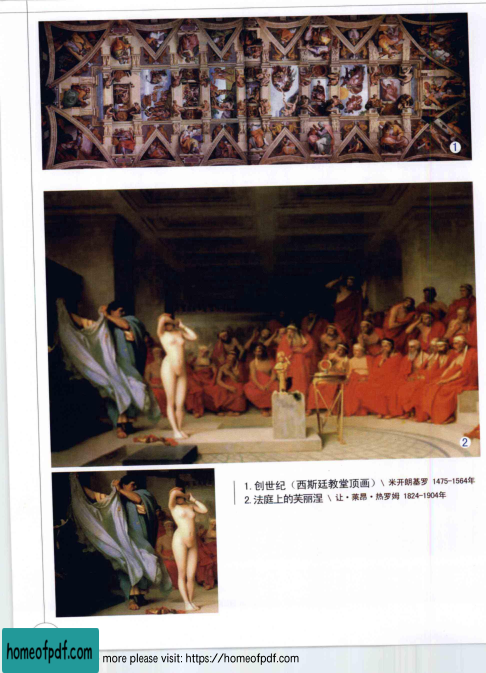 1
2
1. 创世纪（西斯廷教堂顶画）\ 米开朗基罗 1475-1564年
2. 法庭上的芙丽涅 \ 让·莱昂·热罗姆 1824-1904年
homeofpdf.com
more please visit: https://homeofpdf.com